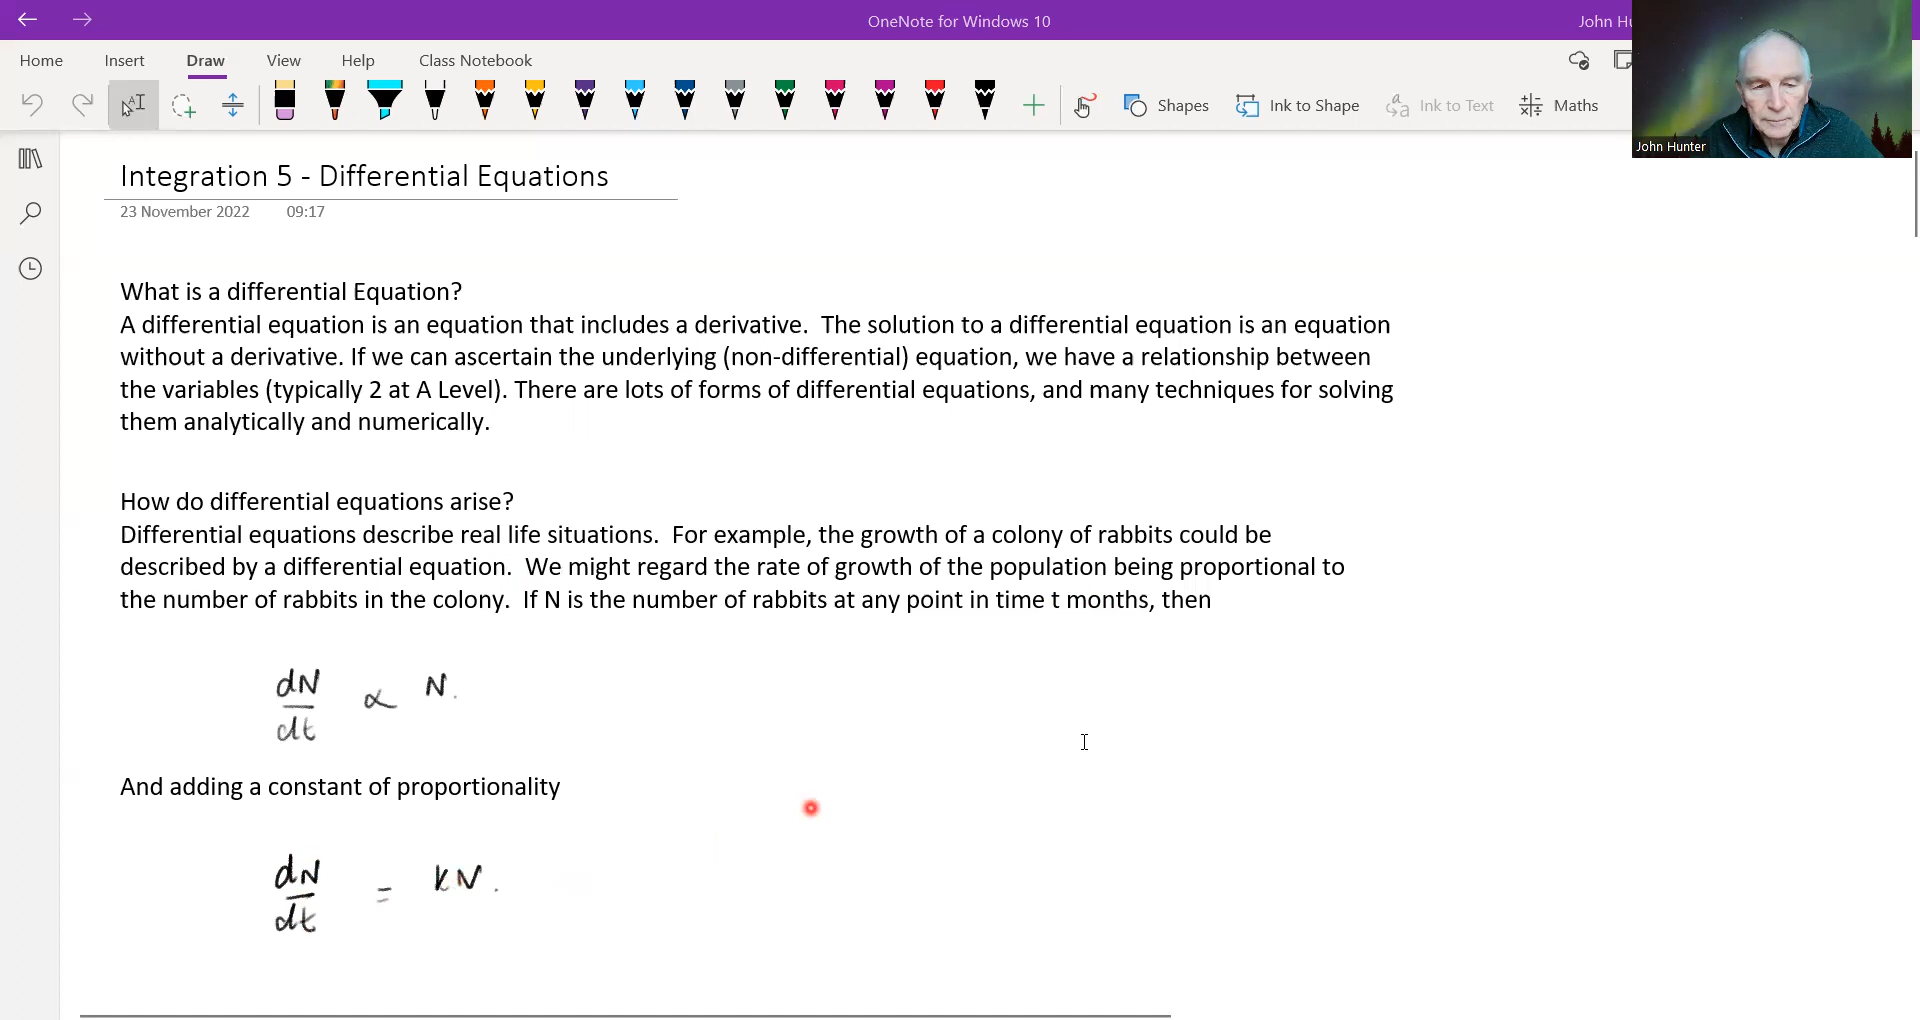 OneNote for Windows 10
John Hu
Home Insert Draw View Help Class Notebook
Shapes Ink to Shape Ink to Text Maths
John Hunter
Integration 5 - Differential Equations
23 November 2022 09:17
What is a differential Equation?
A differential equation is an equation that includes a derivative. The solution to a differential equation is an equation
without a derivative. If we can ascertain the underlying (non-differential) equation, we have a relationship between
the variables (typically 2 at A Level). There are lots of forms of differential equations, and many techniques for solving
them analytically and numerically.
How do differential equations arise?
Differential equations describe real life situations. For example, the growth of a colony of rabbits could be
described by a differential equation. We might regard the rate of growth of the population being proportional to
the number of rabbits in the colony. If N is the number of rabbits at any point in time t months, then
dN/dt ∝ N.
And adding a constant of proportionality
dN/dt = kN.